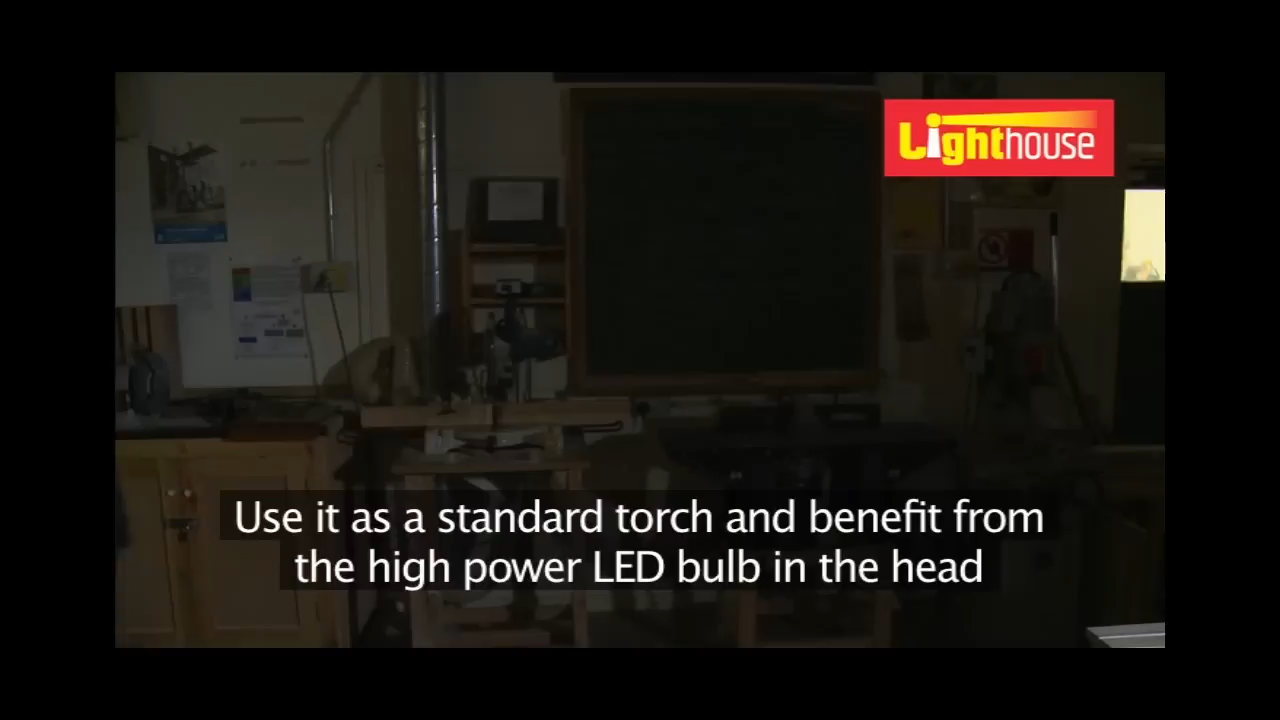 Lighthouse
Use it as a standard torch and benefit from
the high power LED bulb in the head